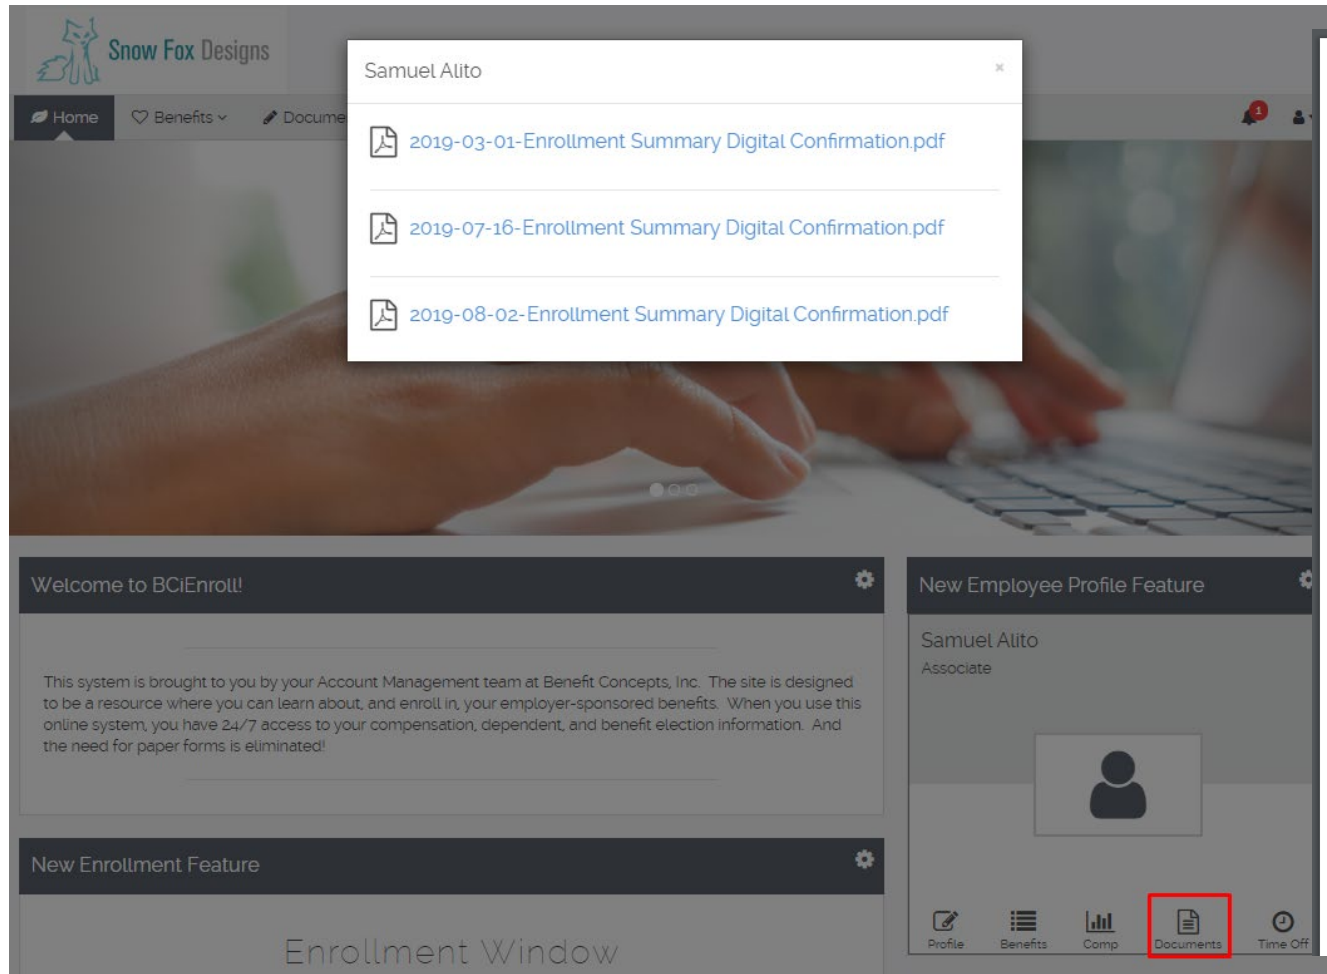 Snow Fox Designs
Samuel Alito
×
Home
Benefits
Docume
1
2019-03-01-Enrollment Summary Digital Confirmation.pdf
2019-07-16-Enrollment Summary Digital Confirmation.pdf
2019-08-02-Enrollment Summary Digital Confirmation.pdf
Welcome to BCiEnroll!
This system is brought to you by your Account Management team at Benefit Concepts, Inc. The site is designed
to be a resource where you can learn about, and enroll in, your employer-sponsored benefits. When you use this
online system, you have 24/7 access to your compensation, dependent, and benefit election information. And
the need for paper forms is eliminated!
New Enrollment Feature
Enrollment Window
New Employee Profile Feature
Samuel Alito
Associate
Profile
Benefits
Comp
Documents
Time Off